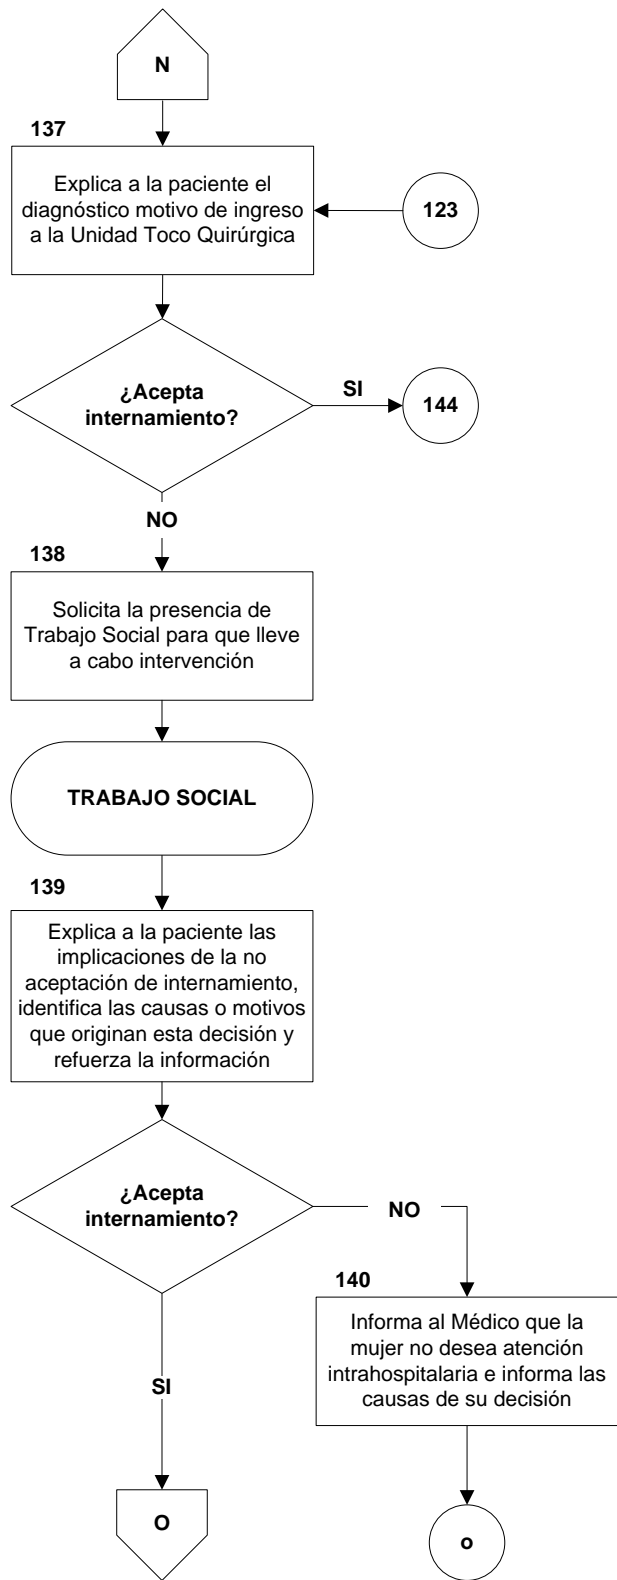 N
137
Explica a la paciente el
diagnóstico motivo de ingreso
a la Unidad Toco Quirúrgica
123
¿Acepta
internamiento?
SI
144
NO
138
Solicita la presencia de
Trabajo Social para que lleve
a cabo intervención
TRABAJO SOCIAL
139
Explica a la paciente las
implicaciones de la no
aceptación de internamiento,
identifica las causas o motivos
que originan esta decisión y
refuerza la información
¿Acepta
internamiento?
NO
140
Informa al Médico que la
mujer no desea atención
intrahospitalaria e informa las
causas de su decisión
SI
O
o